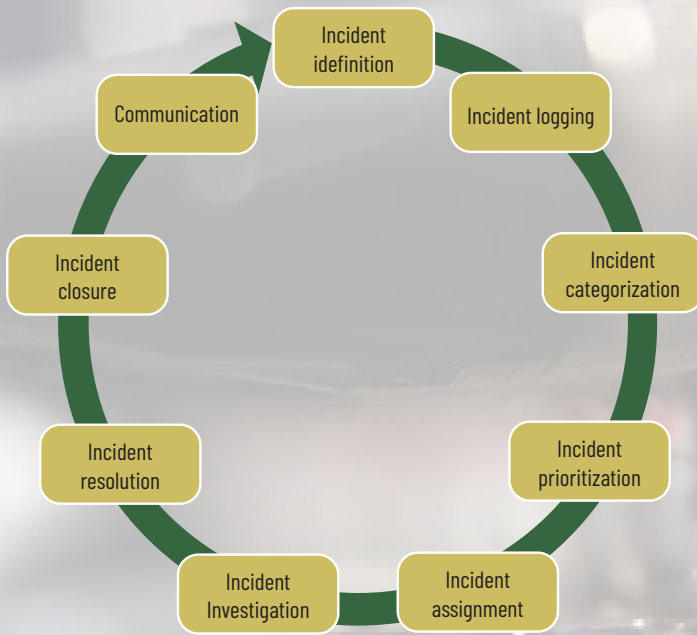 Incident
idefinition
Incident logging
Incident
categorization
Incident
prioritization
Incident
assignment
Incident
Investigation
Incident
resolution
Incident
closure
Communication